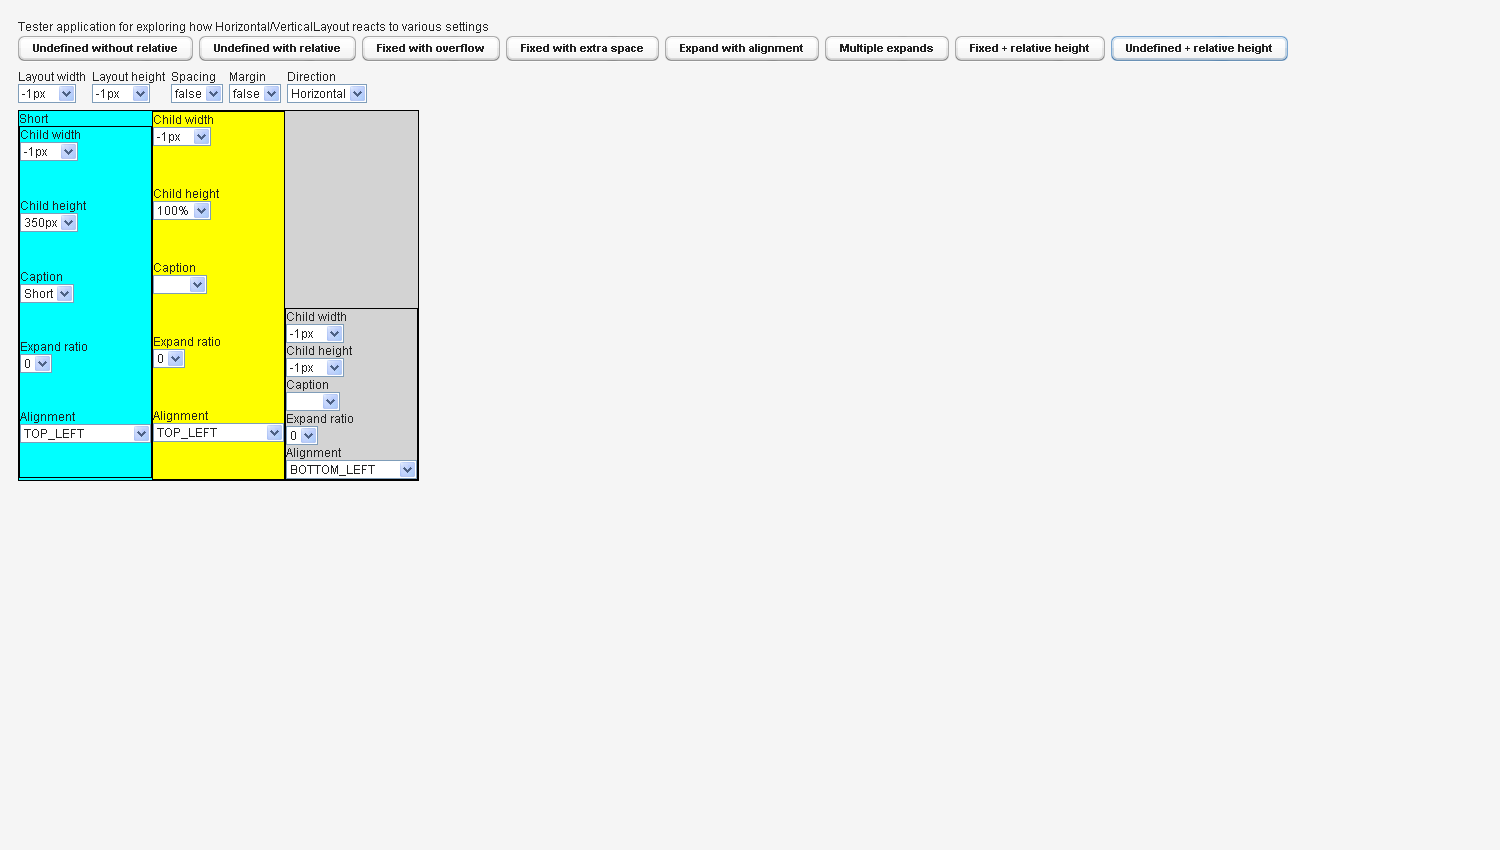 Tester application for exploring how Horizontal/VerticalLayout reacts to various settings
Undefined without relative Undefined with relative Fixed with overflow Fixed with extra space Expand with alignment Multiple expands Fixed + relative height Undefined + relative height
Layout width Layout height Spacing Margin Direction
-1px -1px false false Horizontal
Short
Child width
-1px
Child height
350px
Caption
Short
Expand ratio
0
Alignment
TOP_LEFT
Child width
-1px
Child height
100%
Caption
Expand ratio
0
Alignment
TOP_LEFT
Child width
-1px
Child height
-1px
Caption
Expand ratio
0
Alignment
BOTTOM_LEFT